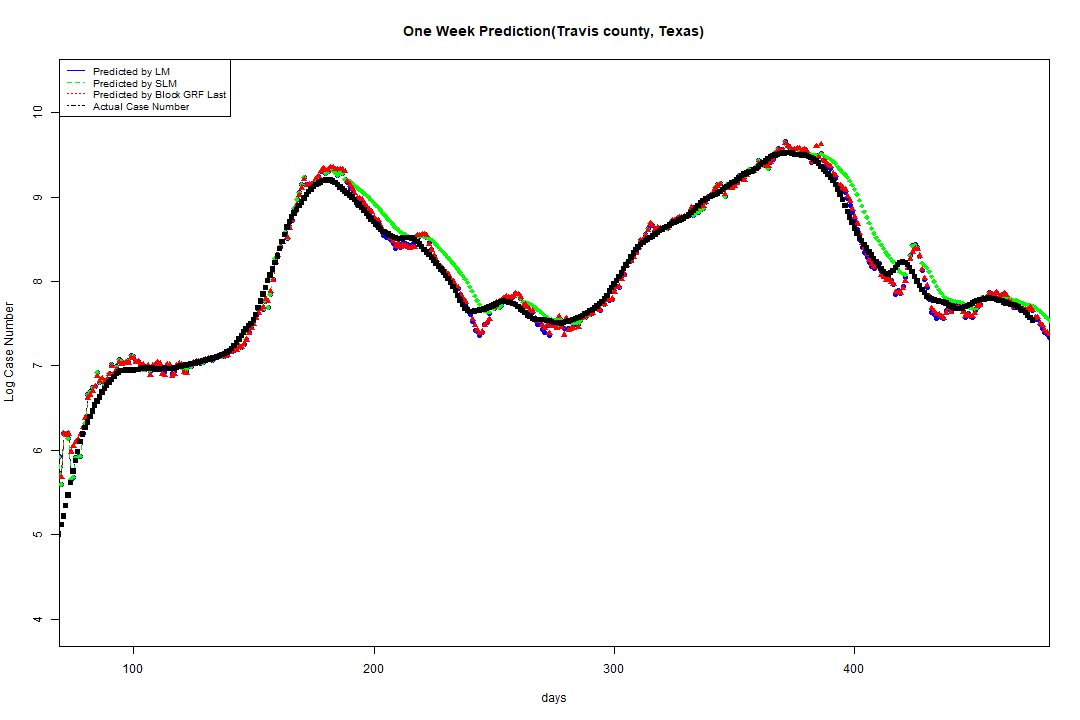 One Week Prediction(Travis county, Texas)
Predicted by LM
Predicted by SLM
Predicted by Block GRF Last
Actual Case Number
10
9
8
7
6
5
4
Log Case Number
100 200 300 400
days